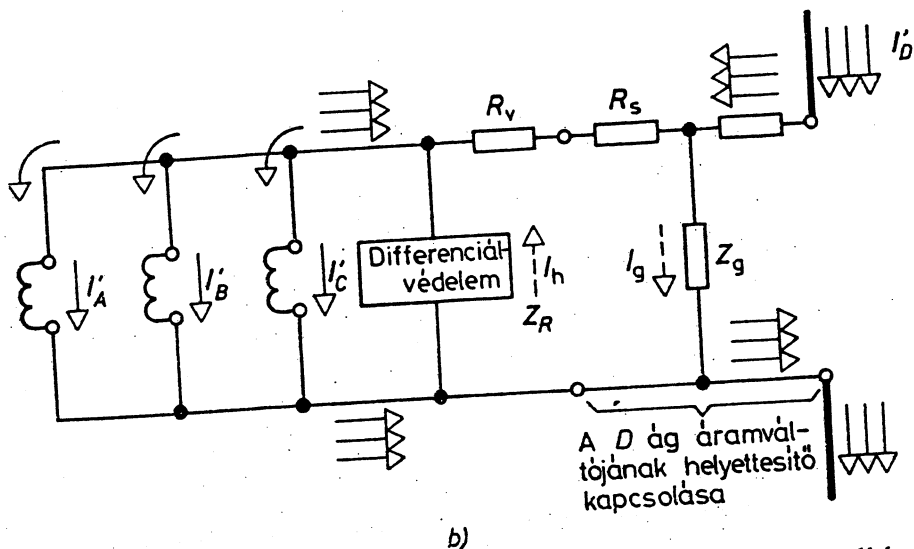 I'D
Rv
Rs
I'A
I'B
I'C
Differenciál-
védelem
Ih
ZR
Ig
Zg
A D ág áramvál-
tójának helyettesítő
kapcsolása
b)